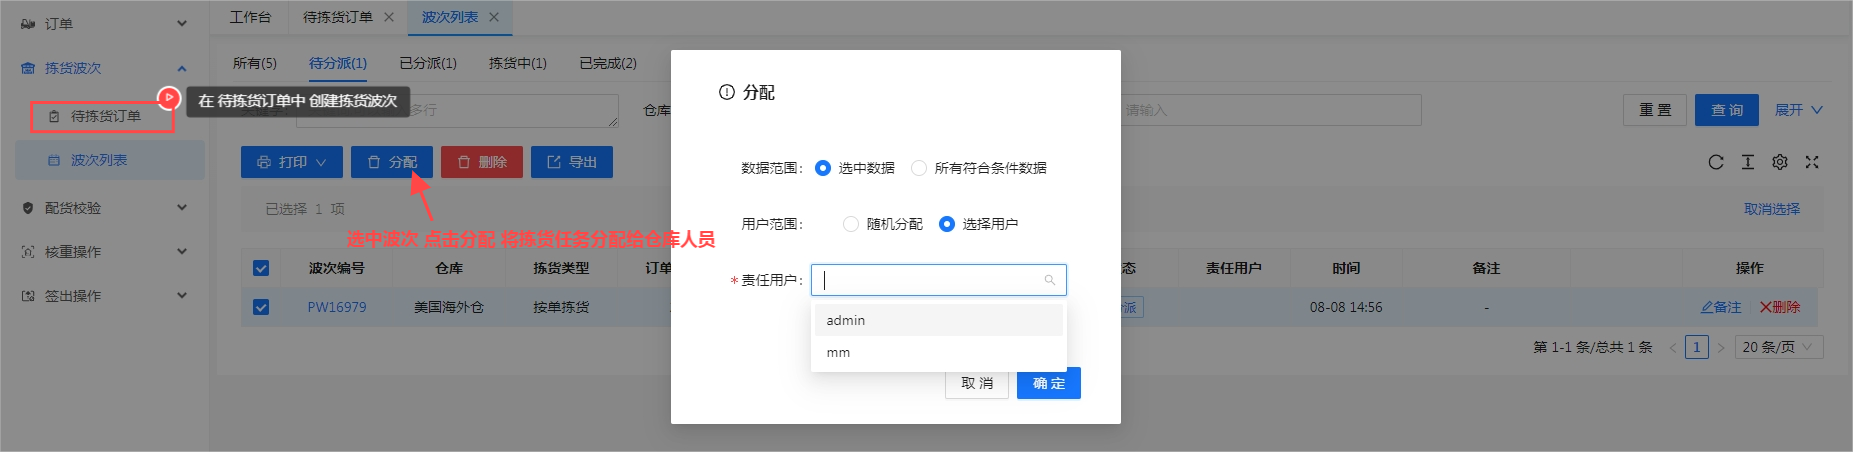 订单
工作台
待拣货订单
波次列表
拣货波次
所有(5)
待分派(1)
已分派(1)
拣货中(1)
已完成(2)
在 待拣货订单中 创建拣货波次
待拣货订单
多行
仓库
请输入
重 置
查 询
展开
波次列表
打印
分配
删除
导出
配货校验
已选择 1 项
取消选择
选中波次 点击分配 将拣货任务分配给仓库人员
核重操作
波次编号
仓库
拣货类型
订单
态
责任用户
时间
备注
操作
签出操作
PW16979
美国海外仓
按单拣货
派
08-08 14:56
-
备注
删除
第 1-1 条/总共 1 条
1
20 条/页
分配
数据范围:
选中数据
所有符合条件数据
用户范围:
随机分配
选择用户
* 责任用户:
admin
mm
取 消
确 定